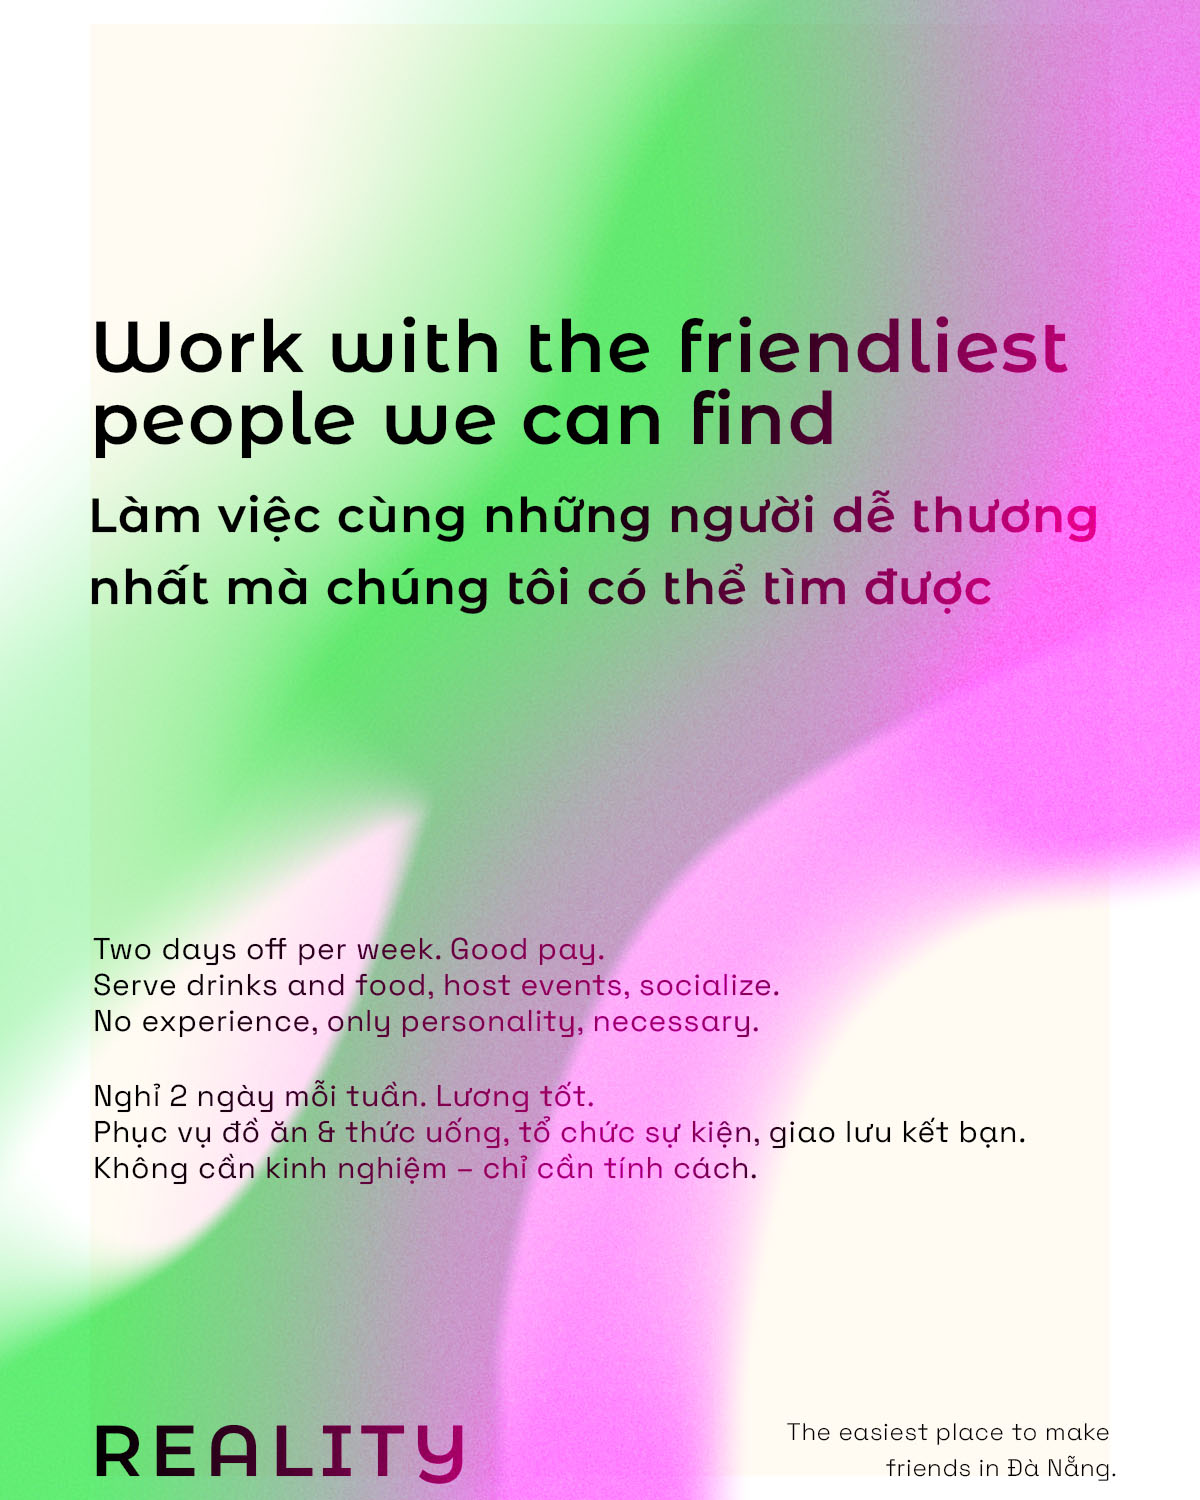 Work with the friendliest
people we can find
Làm việc cùng những người dễ thương
nhất mà chúng tôi có thể tìm được
Two days off per week. Good pay.
Serve drinks and food, host events, socialize.
No experience, only personality, necessary.
Nghỉ 2 ngày mỗi tuần. Lương tốt.
Phục vụ đồ ăn & thức uống, tổ chức sự kiện, giao lưu kết bạn.
Không cần kinh nghiệm – chỉ cần tính cách.
REALITY
The easiest place to make
friends in Đà Nẵng.